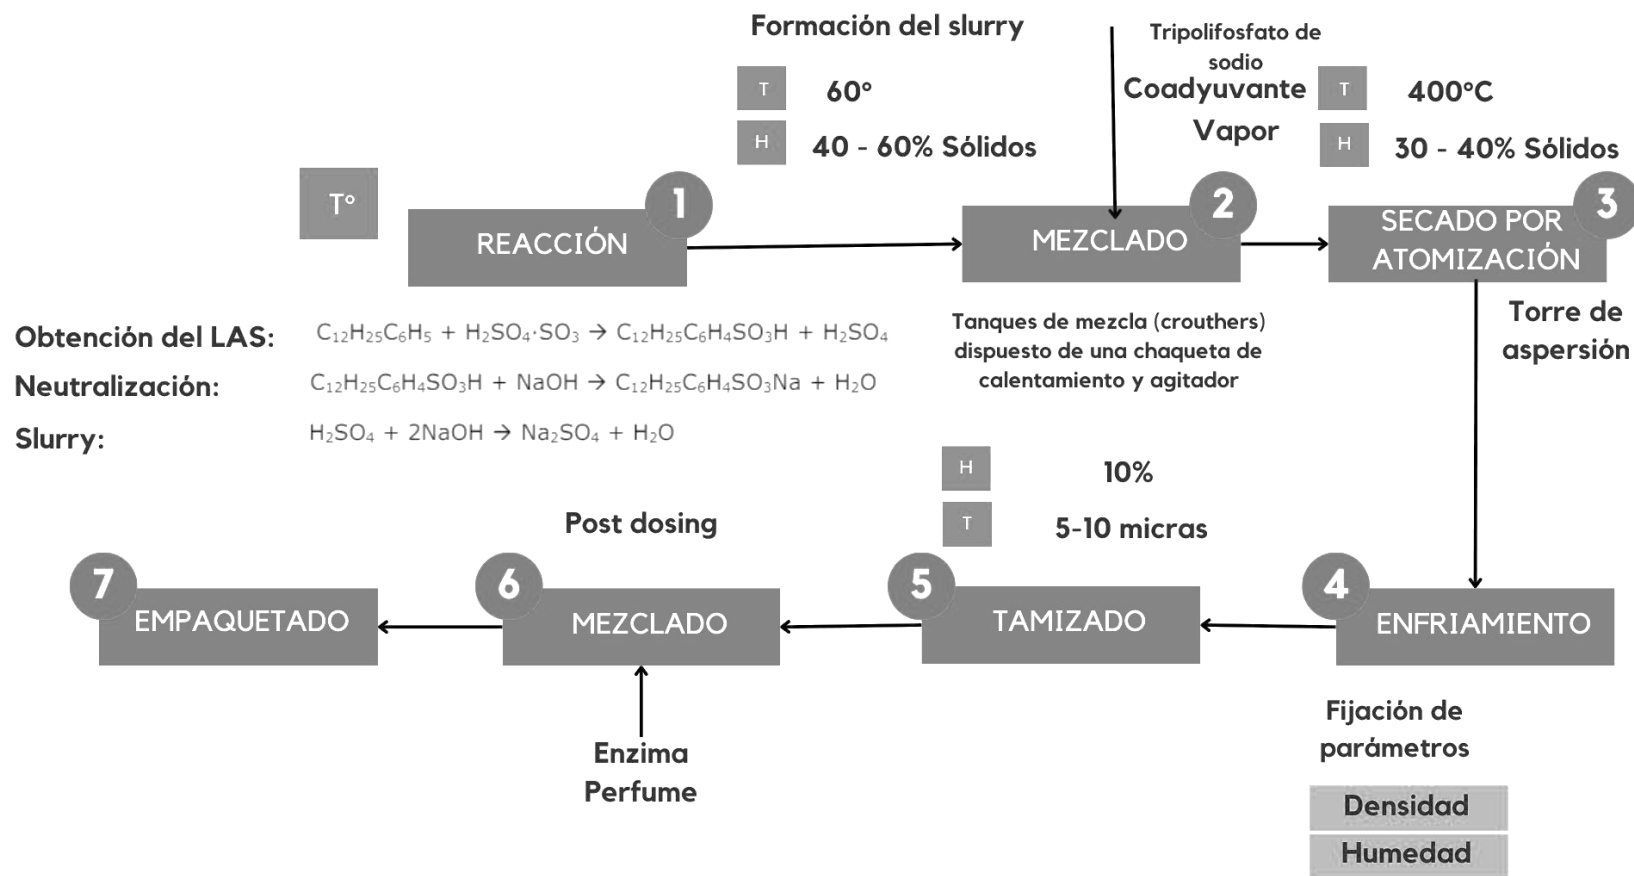 Formación del slurry
T 60°
H 40 - 60% Sólidos
Tripolifosfato de
sodio
Coadyuvante
Vapor
T 400°C
H 30 - 40% Sólidos
T°
1
REACCIÓN
2
MEZCLADO
3
SECADO POR
ATOMIZACIÓN
Obtención del LAS: C₁₂H₂₅C₆H₅ + H₂SO₄·SO₃ → C₁₂H₂₅C₆H₄SO₃H + H₂SO₄
Neutralización: C₁₂H₂₅C₆H₄SO₃H + NaOH → C₁₂H₂₅C₆H₄SO₃Na + H₂O
Slurry: H₂SO₄ + 2NaOH → Na₂SO₄ + H₂O
Tanques de mezcla (crouthers)
dispuesto de una chaqueta de
calentamiento y agitador
Torre de
aspersión
H 10%
T 5-10 micras
Post dosing
7
EMPAQUETADO
6
MEZCLADO
5
TAMIZADO
4
ENFRIAMIENTO
Enzima
Perfume
Fijación de
parámetros
Densidad
Humedad